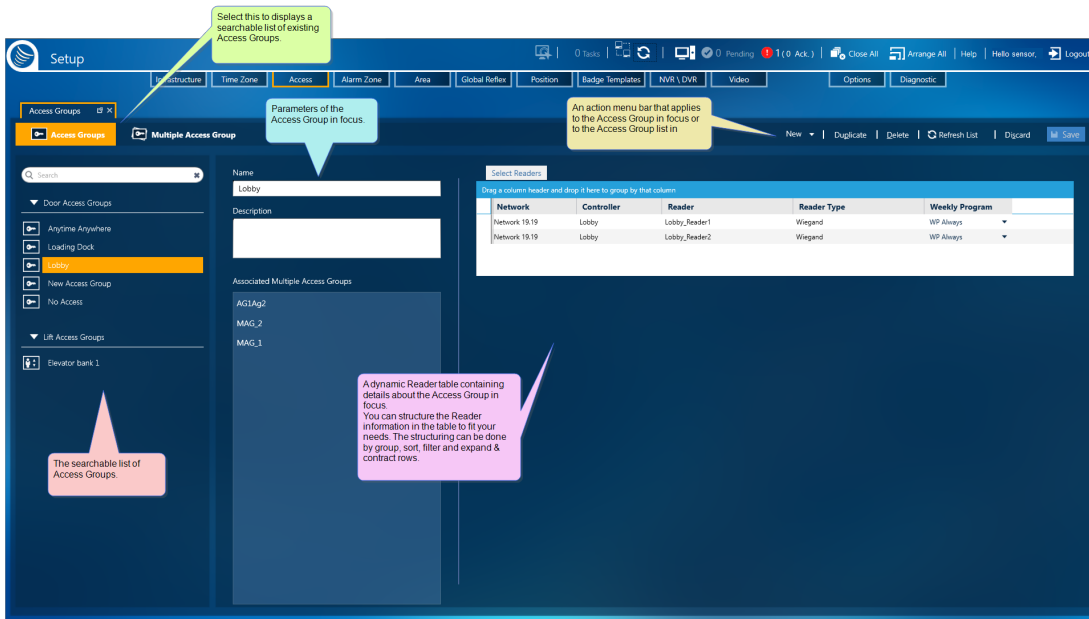 Select this to displays a
searchable list of existing
Access Groups.
Setup
0 Tasks
0 Pending
1 ( 0 Ack. )
Close All
Arrange All
Help
Hello sensor,
Logout
Infrastructure
Time Zone
Access
Alarm Zone
Area
Global Reflex
Position
Badge Templates
NVR \ DVR
Video
Options
Diagnostic
Access Groups
Parameters of the
Access Group in focus.
An action menu bar that applies
to the Access Group in focus or
to the Access Group list in
Access Groups
Multiple Access Group
New
Duplicate
Delete
Refresh List
Discard
Save
Search
Door Access Groups
Anytime Anywhere
Loading Dock
Lobby
New Access Group
No Access
Lift Access Groups
Elevator bank 1
The searchable list of
Access Groups.
Name
Lobby
Description
Associated Multiple Access Groups
AG1Ag2
MAG_2
MAG_1
Select Readers
Drag a column header and drop it here to group by that column
Network Controller Reader Reader Type Weekly Program
Network 19.19 Lobby Lobby_Reader1 Wiegand WP Always
Network 19.19 Lobby Lobby_Reader2 Wiegand WP Always
A dynamic Reader table containing
details about the Access Group in
focus.
You can structure the Reader
information in the table to fit your
needs. The structuring can be done
by group, sort, filter and expand &
contract rows.